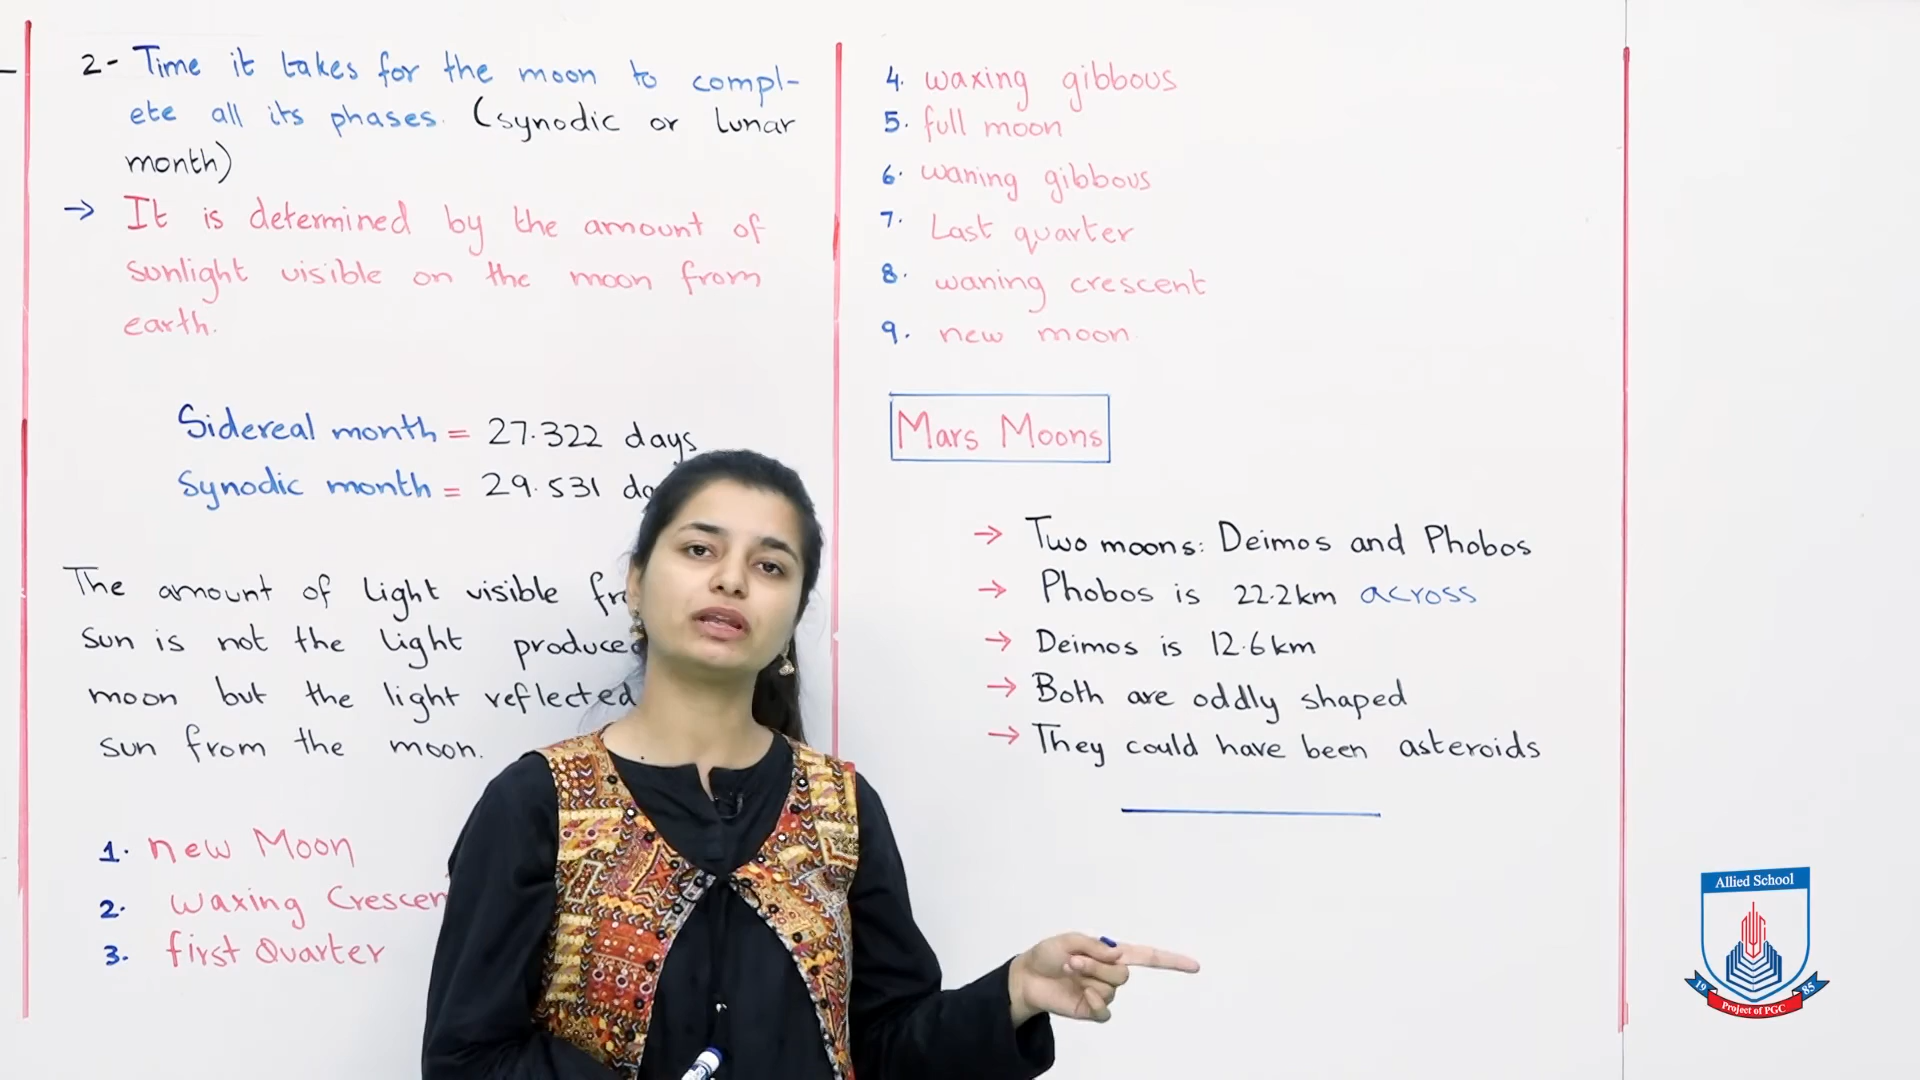 2- Time it takes for the moon to compl-
ete all its phases. (synodic or lunar
month)
→ It is determined by the amount of
sunlight visible on the moon from
earth.
Sidereal month = 27.322 days
Synodic month = 29.531
The amount of light visible
sun is not the light
moon but the light reflected
sun from the moon.
1. new Moon
2. waxing
3. first Quarter
4. waxing gibbous
5. full moon
6. waning gibbous
7. Last quarter
8. waning crescent
9. new moon.
Mars Moons
→ Two moons: Deimos and Phobos
→ Phobos is 22.2km across
→ Deimos is 12.6km
→ Both are oddly shaped
→ They could have been asteroids
Allied School
19 85
Project of PGC